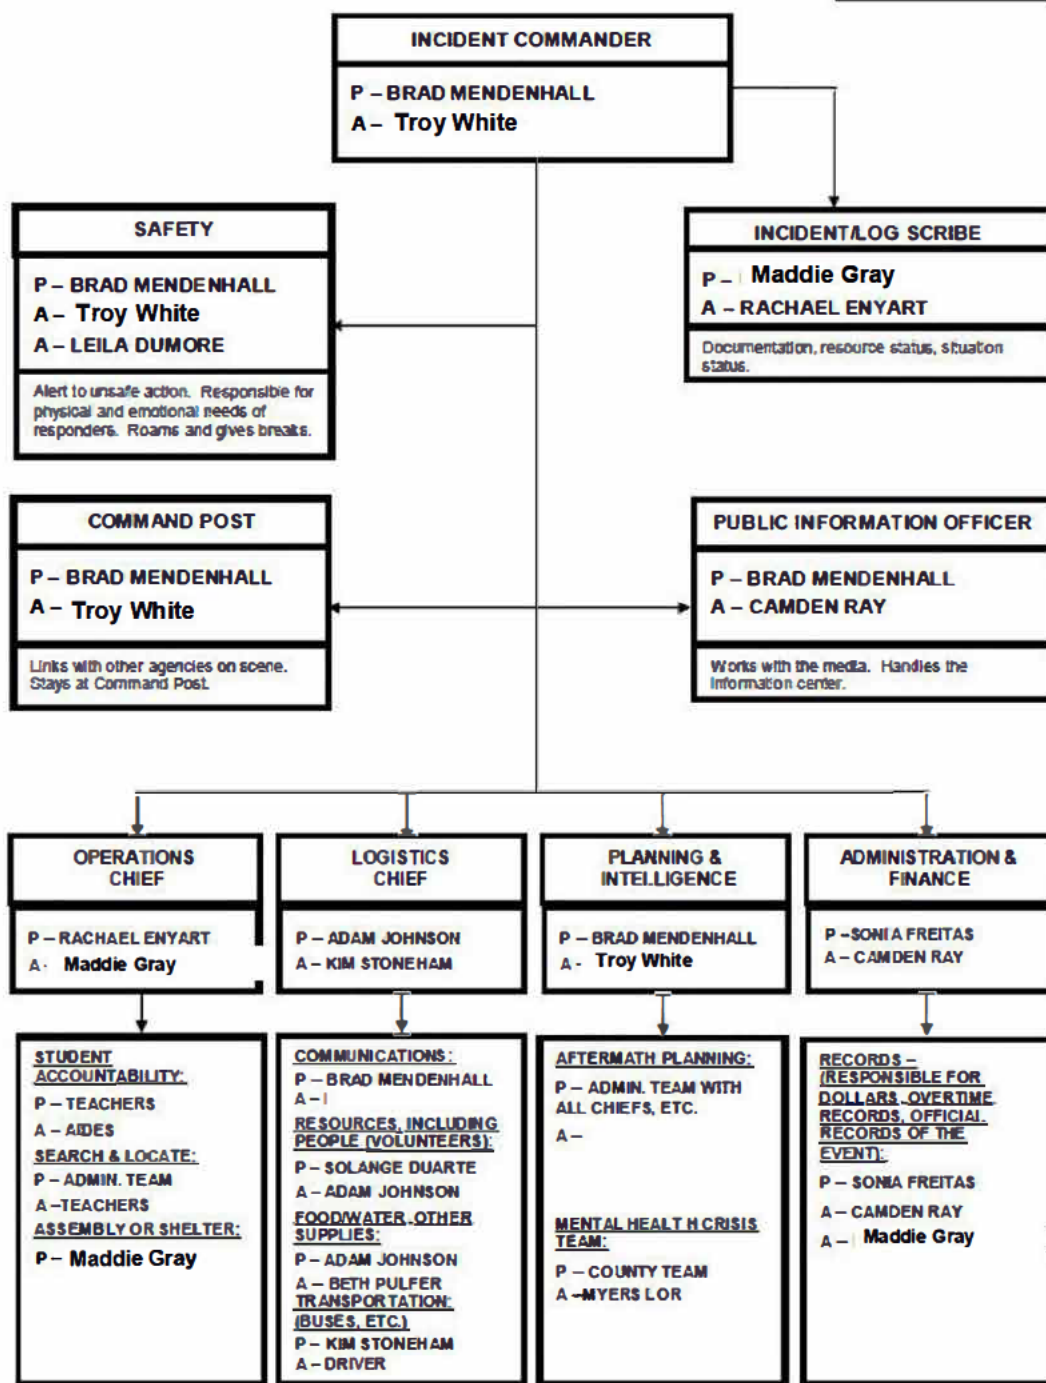 INCIDENT COMMANDER
P – BRAD MENDENHALL
A – Troy White
SAFETY
P – BRAD MENDENHALL
A – Troy White
A – LEILA DUMORE
Alert to unsafe action. Responsible for
physical and emotional needs of
responders. Roams and gives breaks.
INCIDENT/LOG SCRIBE
P – Maddie Gray
A – RACHAEL ENYART
Documentation, resource status, situation
status.
COMMAND POST
P – BRAD MENDENHALL
A – Troy White
Links with other agencies on scene.
Stays at Command Post.
PUBLIC INFORMATION OFFICER
P – BRAD MENDENHALL
A – CAMDEN RAY
Works with the media. Handles the
information center.
OPERATIONS
CHIEF
P – RACHAEL ENYART
A - Maddie Gray
STUDENT
ACCOUNTABILITY:
P – TEACHERS
A – AIDES
SEARCH & LOCATE:
P – ADMIN. TEAM
A –TEACHERS
ASSEMBLY OR SHELTER:
P – Maddie Gray
LOGISTICS
CHIEF
P – ADAM JOHNSON
A – KIM STONEHAM
COMMUNICATIONS:
P – BRAD MENDENHALL
A –
RESOURCES, INCLUDING
PEOPLE (VOLUNTEERS):
P – SOLANGE DUARTE
A – ADAM JOHNSON
FOOD/WATER, OTHER
SUPPLIES:
P – ADAM JOHNSON
A – BETH PULFER
TRANSPORTATION:
(BUSES, ETC.)
P – KIM STONEHAM
A – DRIVER
PLANNING &
INTELLIGENCE
P – BRAD MENDENHALL
A - Troy White
AFTERMATH PLANNING:
P – ADMIN. TEAM WITH
ALL CHIEFS, ETC.
A –
MENTAL HEALTH CRISIS
TEAM:
P – COUNTY TEAM
A –MYERS LOR
ADMINISTRATION &
FINANCE
P –SONIA FREITAS
A – CAMDEN RAY
RECORDS –
(RESPONSIBLE FOR
DOLLARS, OVERTIME
RECORDS, OFFICIAL
RECORDS OF THE
EVENT):
P – SONIA FREITAS
A – CAMDEN RAY
A – Maddie Gray